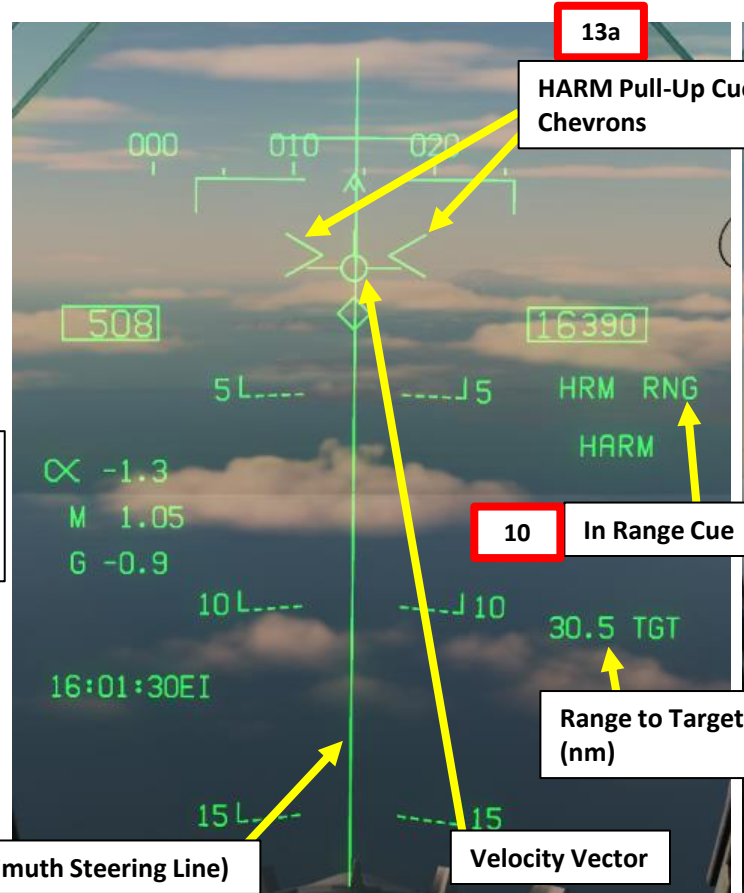 13a
HARM Pull-Up Cue
Chevrons
000 010 020
508
16390
5 5
HRM RNG
HARM
α -1.3
M 1.05
G -0.9
10
In Range Cue
10 10
30.5 TGT
16:01:30EI
Range to Target
(nm)
15 15
muth Steering Line)
Velocity Vector